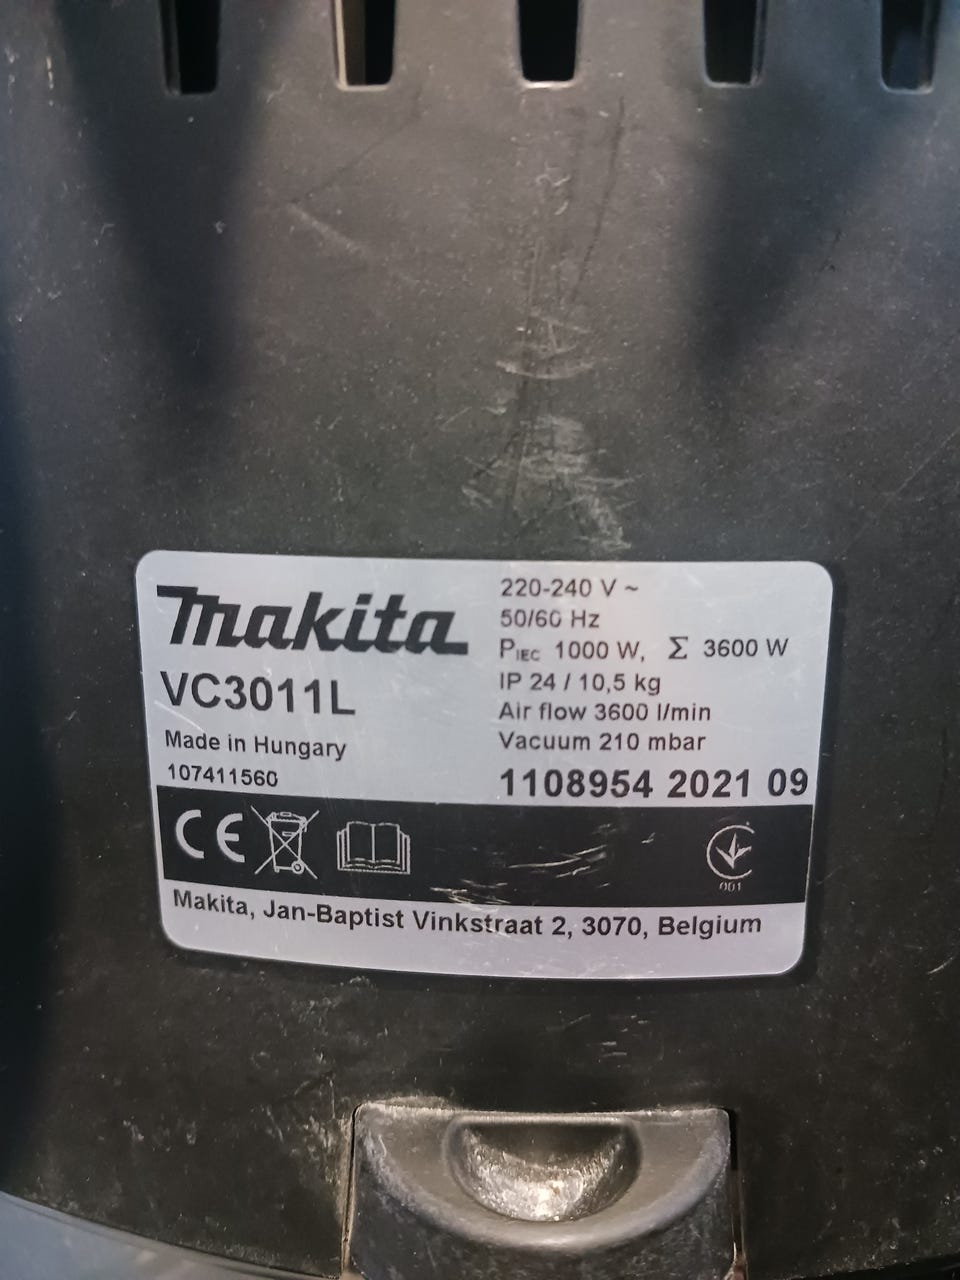 makita
VC3011L
Made in Hungary
107411560
220-240 V ~
50/60 Hz
PIEC 1000 W, Σ 3600 W
IP 24 / 10,5 kg
Air flow 3600 l/min
Vacuum 210 mbar
1108954 2021 09
CE
001
Makita, Jan-Baptist Vinkstraat 2, 3070, Belgium